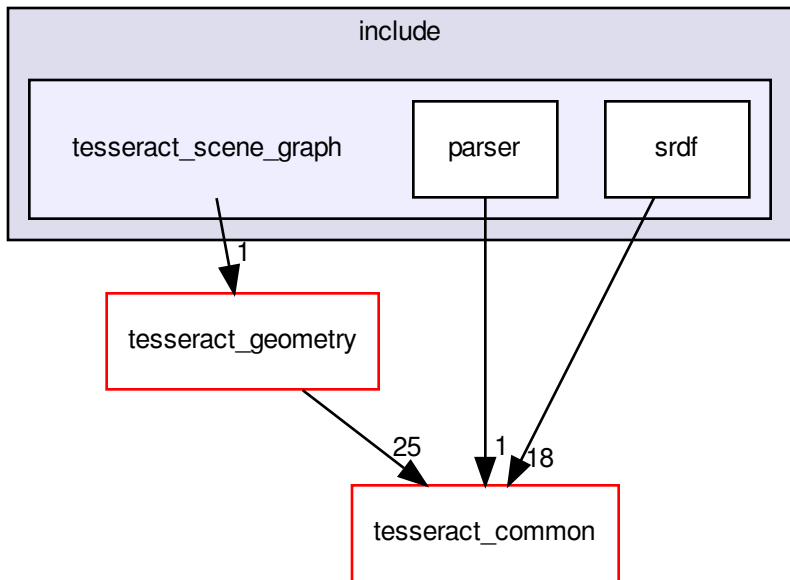 include
tesseract_scene_graph
parser
srdf
1
tesseract_geometry
25
1
18
tesseract_common